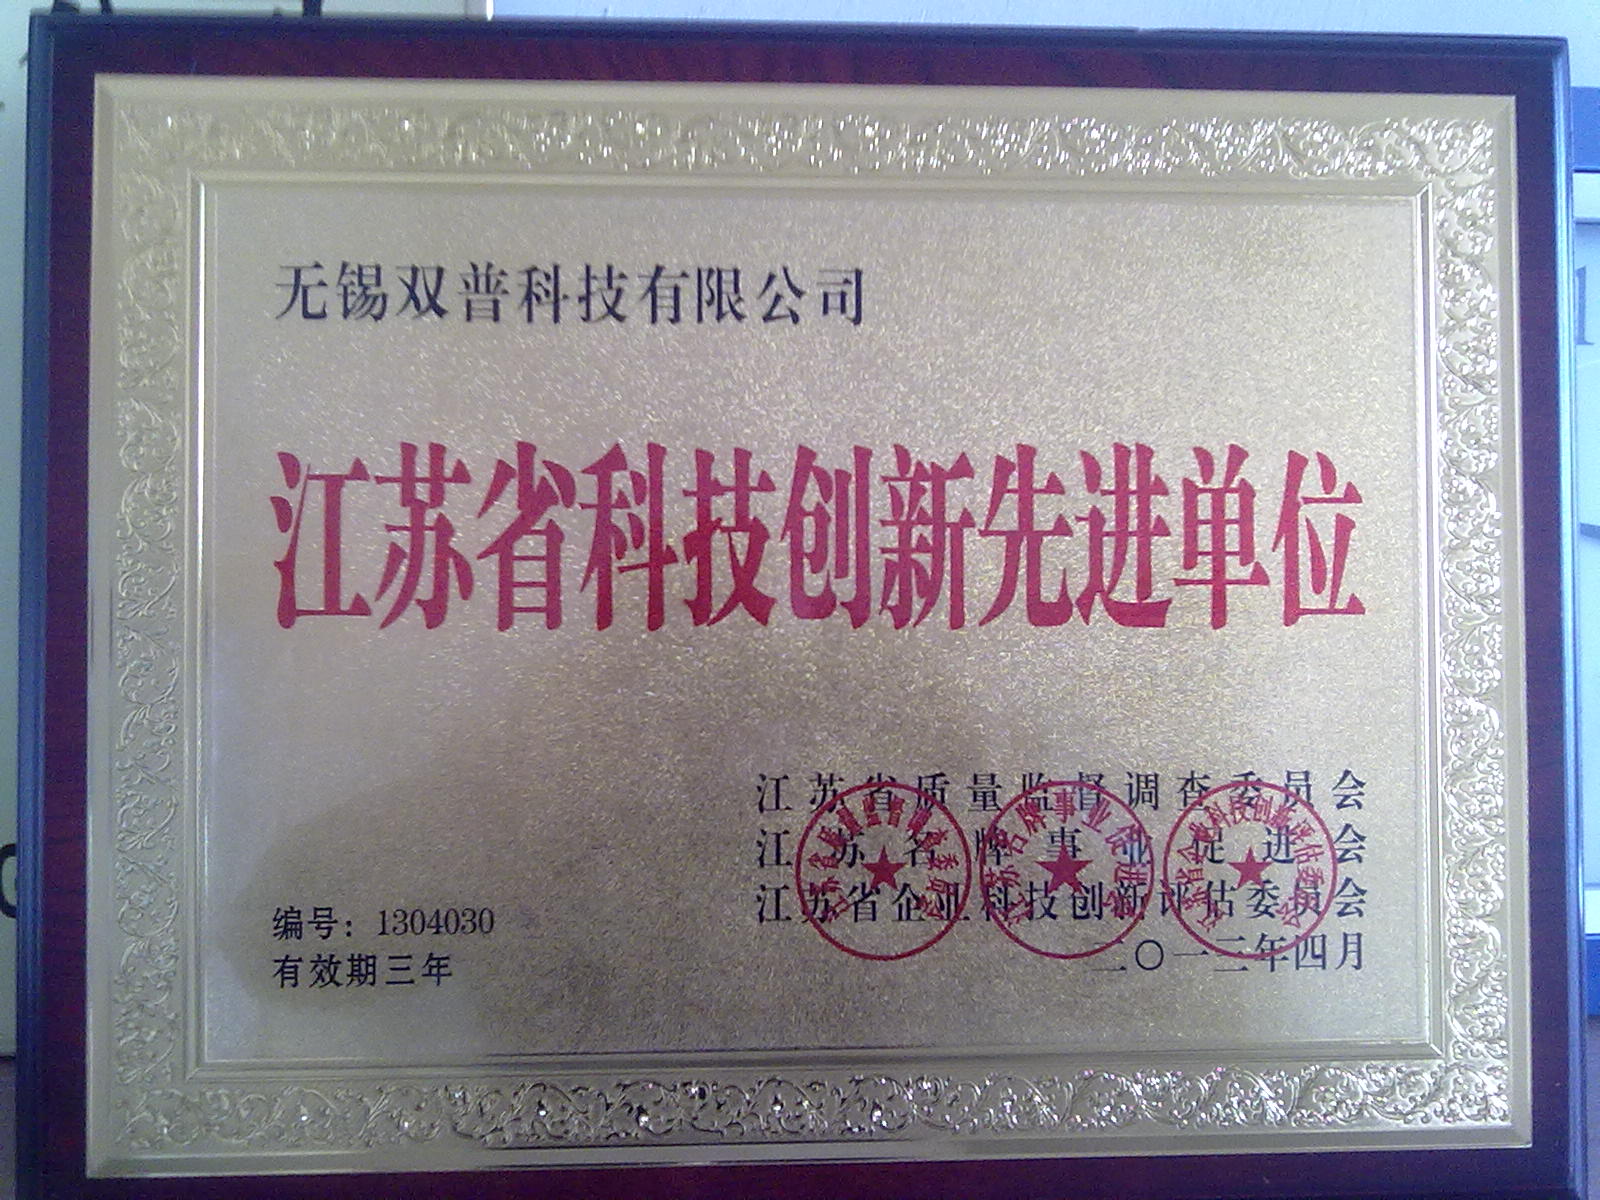 无锡双普科技有限公司
江苏省科技创新先进单位
江苏省质量监督调查委员会
江苏名牌事业促进会
江苏省企业科技创新评估委员会
二〇一三年四月
编号：1304030
有效期三年